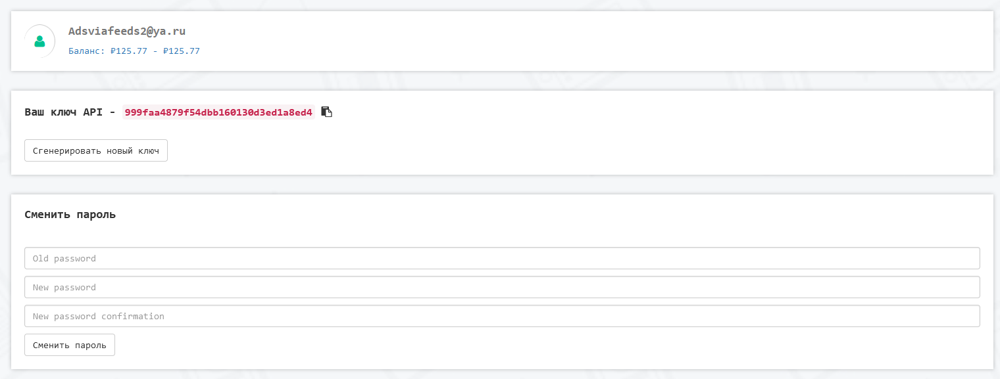 Adsviafeeds2@ya.ru
Баланс: ₽125.77 - ₽125.77
Ваш ключ API - 999faa4879f54dbb160130d3ed1a8ed4
Сгенерировать новый ключ
Сменить пароль
Old password
New password
New password confirmation
Сменить пароль